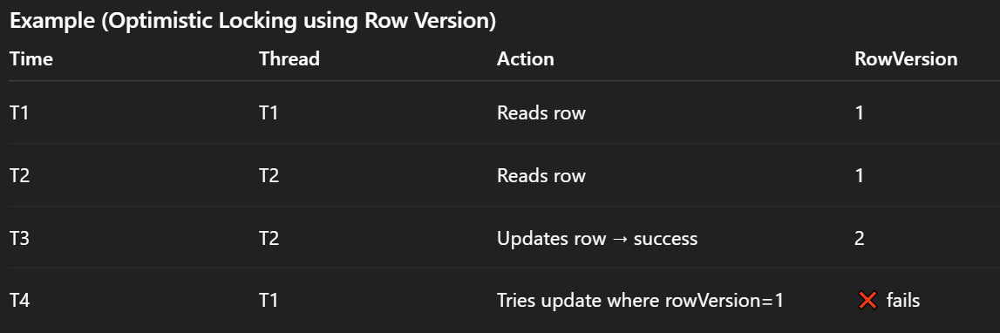 Example (Optimistic Locking using Row Version)
Time Thread Action RowVersion
T1 T1 Reads row 1
T2 T2 Reads row 1
T3 T2 Updates row → success 2
T4 T1 Tries update where rowVersion=1 ❌ fails